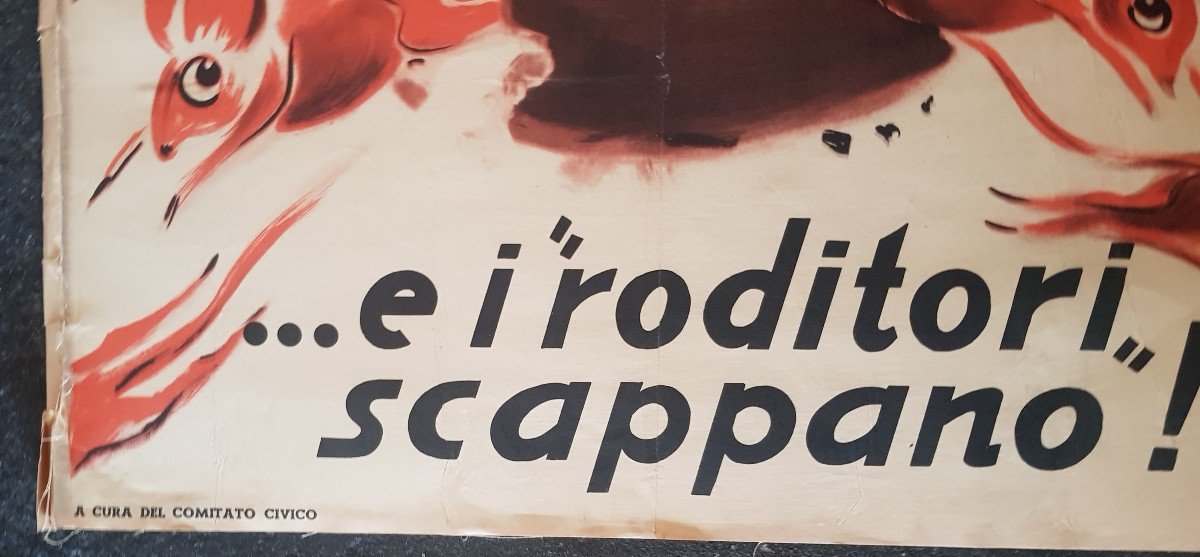 ...e i "roditori„
scappano!
A CURA DEL COMITATO CIVICO